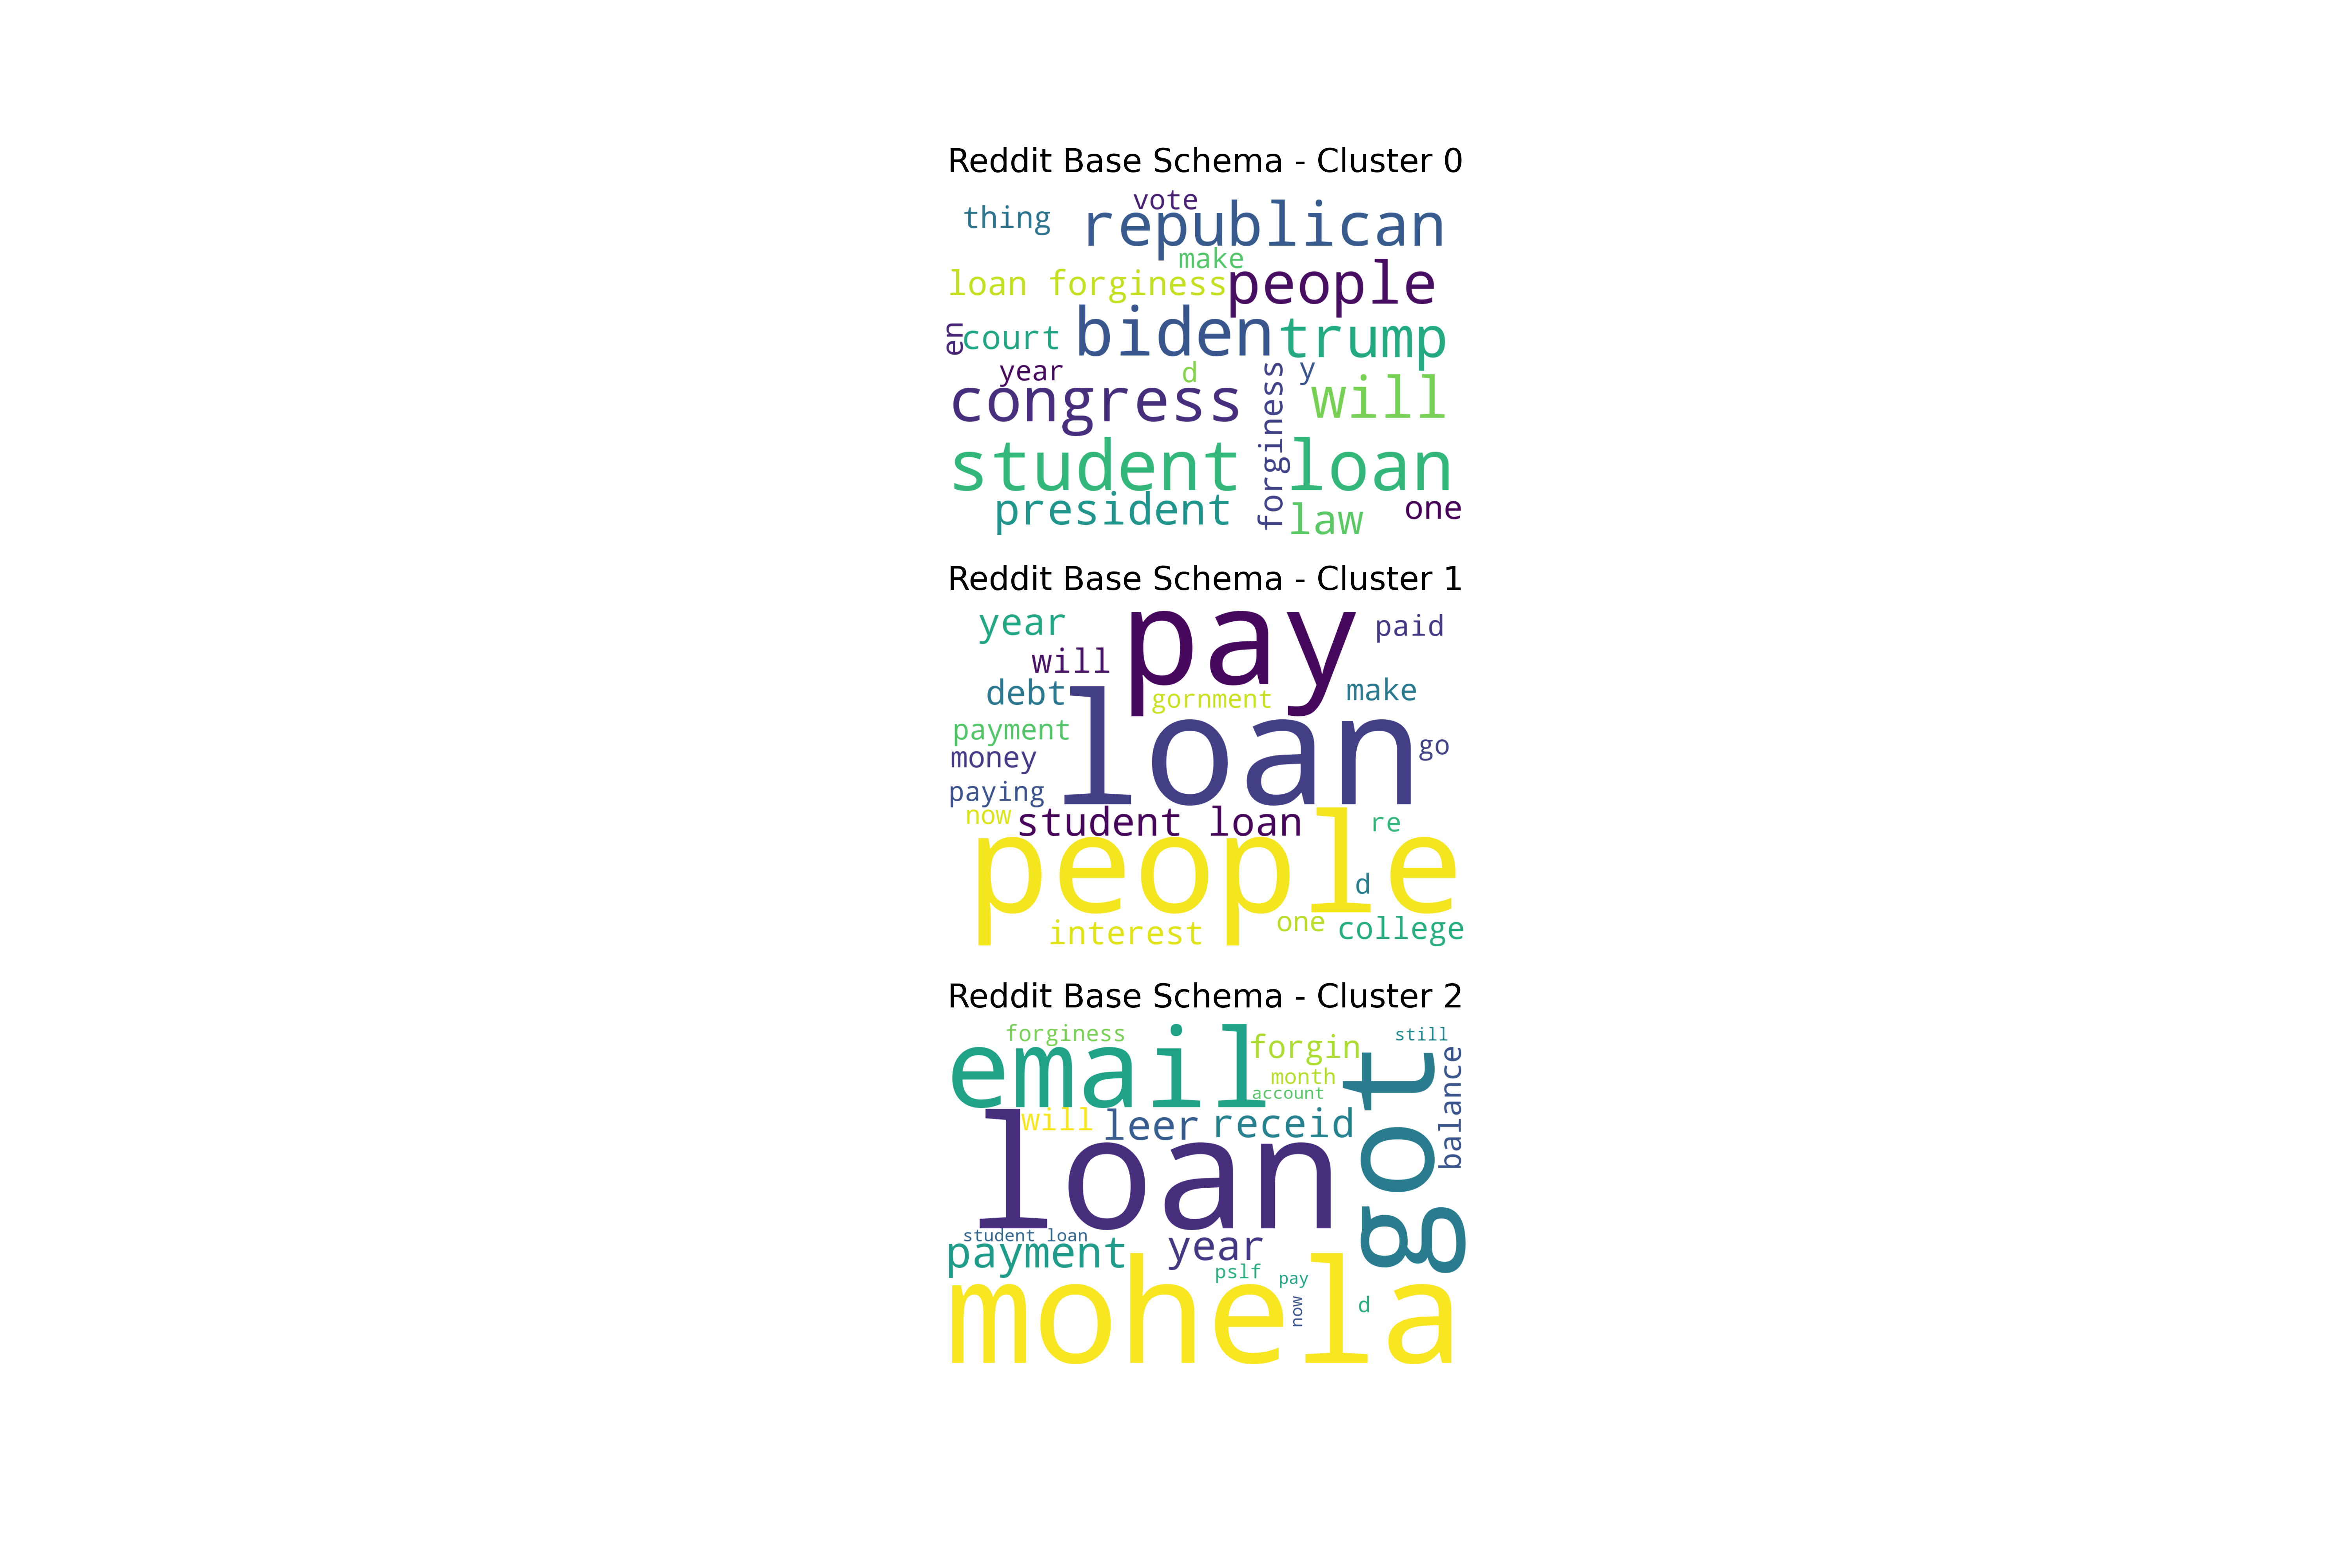 Reddit Base Schema - Cluster 0
vote
thing
republican
make
loan forginess
people
biden
en
court
trump
year
d
y
forginess
congress
will
student loan
president
law
one
Reddit Base Schema - Cluster 1
pay
year
paid
will
debt
gornment
make
payment
loan
money
go
paying
now
student loan
re
people
d
interest
one
college
Reddit Base Schema - Cluster 2
forginess
email
forgin
still
month
account
got
balance
will
leer
receid
loan
student loan
payment
year
pslf
pay
now
d
mohela